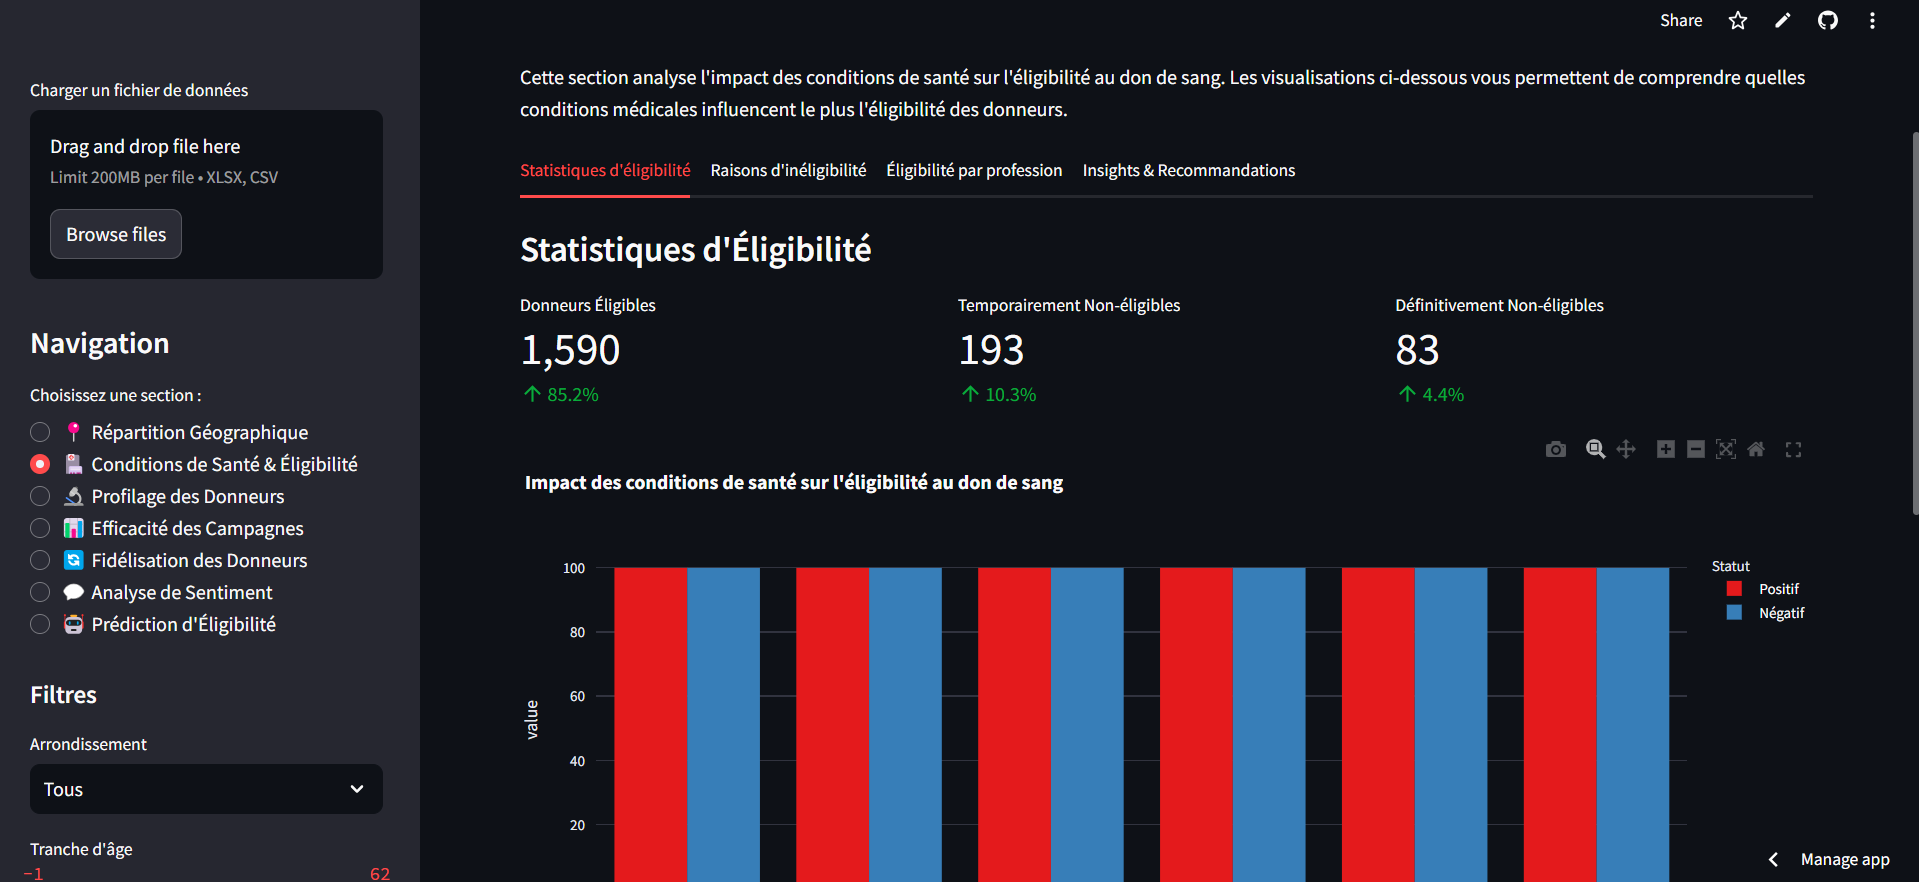 Share
Charger un fichier de données
Drag and drop file here
Limit 200MB per file • XLSX, CSV
Browse files
Navigation
Choisissez une section :
Répartition Géographique
Conditions de Santé & Éligibilité
Profilage des Donneurs
Efficacité des Campagnes
Fidélisation des Donneurs
Analyse de Sentiment
Prédiction d'Éligibilité
Filtres
Arrondissement
Tous
Tranche d'âge
−1 62
Cette section analyse l'impact des conditions de santé sur l'éligibilité au don de sang. Les visualisations ci-dessous vous permettent de comprendre quelles
conditions médicales influencent le plus l'éligibilité des donneurs.
Statistiques d'éligibilité Raisons d'inéligibilité Éligibilité par profession Insights & Recommandations
Statistiques d'Éligibilité
Donneurs Éligibles
1,590
85.2%
Temporairement Non-éligibles
193
10.3%
Définitivement Non-éligibles
83
4.4%
Impact des conditions de santé sur l'éligibilité au don de sang
100
80
60
40
20
value
Statut
Positif
Négatif
Manage app